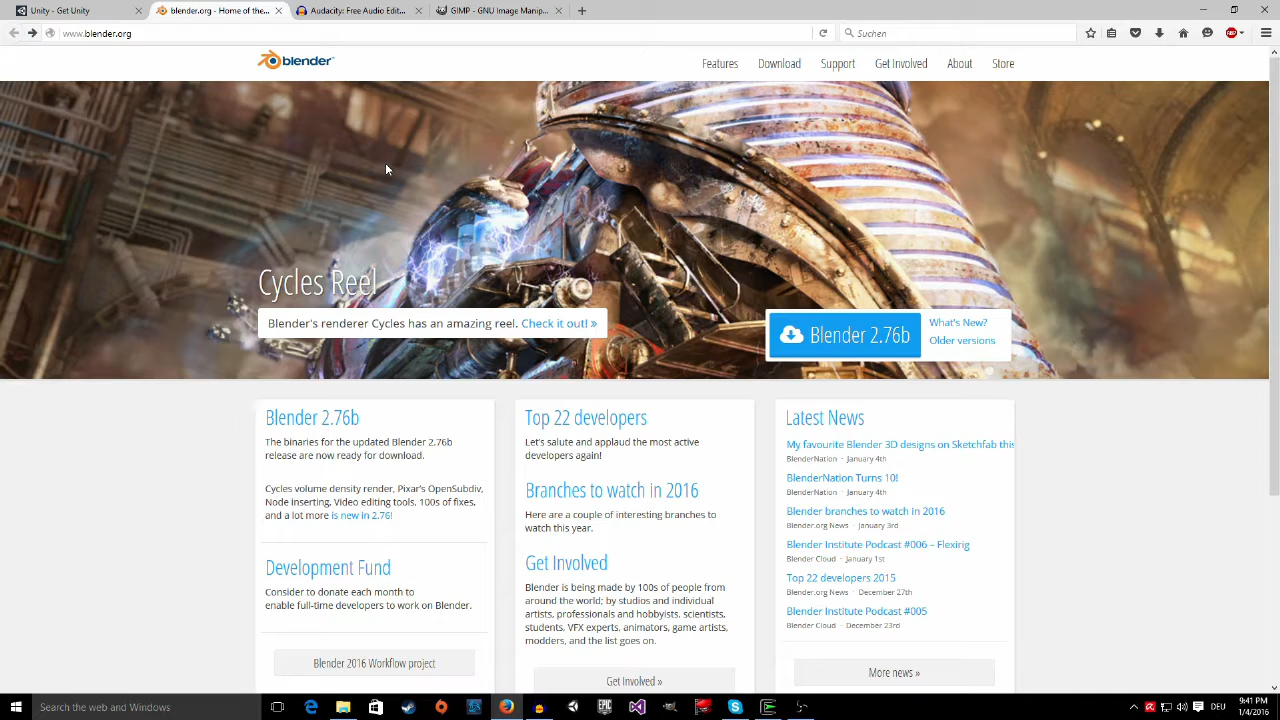 Unity - Get Unity
blender.org - Home of the...
Audacity: Free Audio Edit...
GIMP - GNU Image Manip...
www.blender.org
Suchen
blender
Features
Download
Support
Get Involved
About
Store
Cycles Reel
Blender's renderer Cycles has an amazing reel. Check it out! »
Blender 2.76b
What's New?
Older versions
Blender 2.76b
The binaries for the updated Blender 2.76b
release are now ready for download.
Cycles volume density render, Pixar's OpenSubdiv,
Node inserting, Video editing tools, 100s of fixes,
and a lot more is new in 2.76!
Development Fund
Consider to donate each month to
enable full-time developers to work on Blender.
Blender 2016 Workflow project
Top 22 developers
Let's salute and applaud the most active
developers again!
Branches to watch in 2016
Here are a couple of interesting branches to
watch this year.
Get Involved
Blender is being made by 100s of people from
around the world; by studios and individual
artists, professionals and hobbyists, scientists,
students, VFX experts, animators, game artists,
modders, and the list goes on.
Get Involved »
Latest News
My favourite Blender 3D designs on Sketchfab this
BlenderNation · January 4th
BlenderNation Turns 10!
BlenderNation · January 4th
Blender branches to watch in 2016
Blender.org News · January 3rd
Blender Institute Podcast #006 – Flexirig
Blender Cloud · January 1st
Top 22 developers 2015
Blender.org News · December 27th
Blender Institute Podcast #005
Blender Cloud · December 23rd
More news »
Search the web and Windows
EPIC
DEU
9:41 PM
1/4/2016